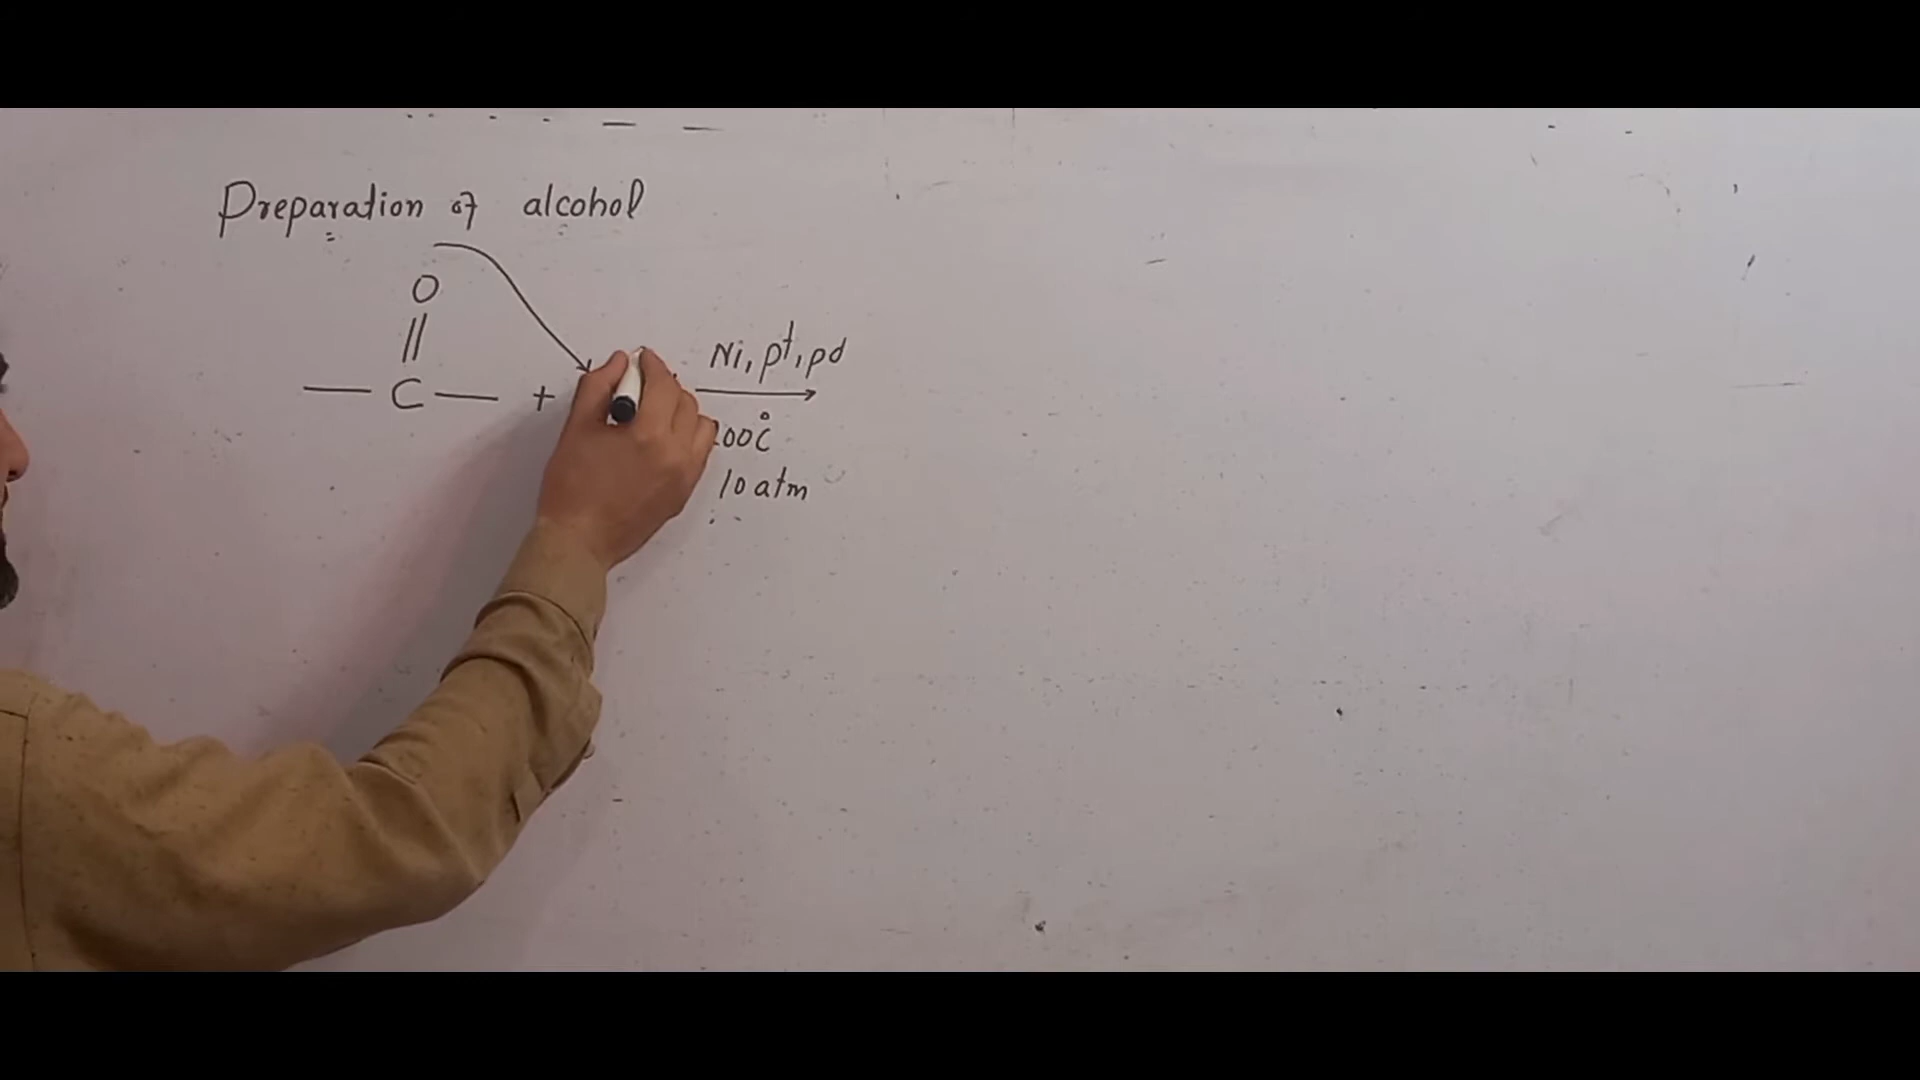 Preparation of alcohol
O
||
— C — +
Ni, pt, pd
00°C
10 atm